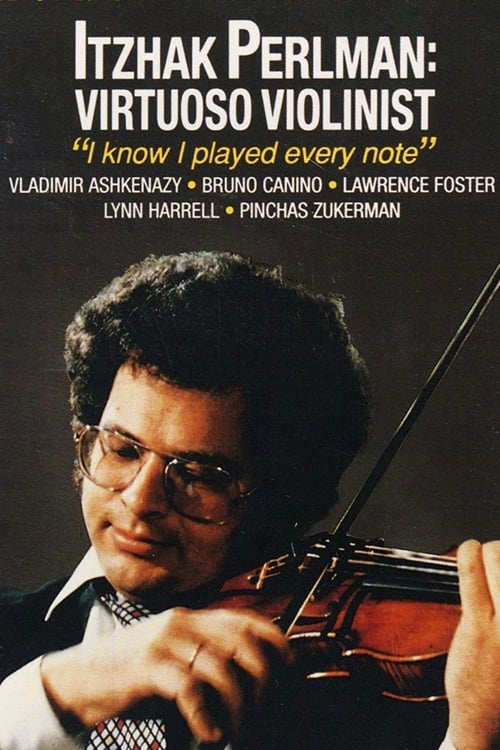 ITZHAK PERLMAN:
VIRTUOSO VIOLINIST
“I know I played every note”
VLADIMIR ASHKENAZY • BRUNO CANINO • LAWRENCE FOSTER
LYNN HARRELL • PINCHAS ZUKERMAN